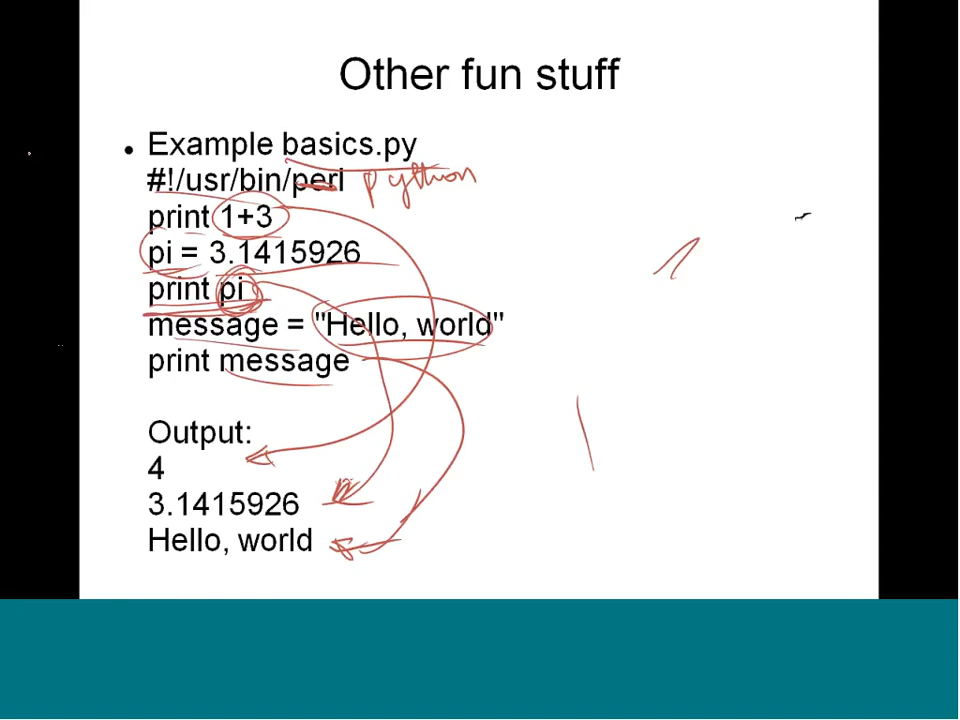 Other fun stuff
• Example basics.py
#!/usr/bin/perl python
print 1+3
pi = 3.1415926
print pi
message = "Hello, world"
print message
Output:
4
3.1415926
Hello, world